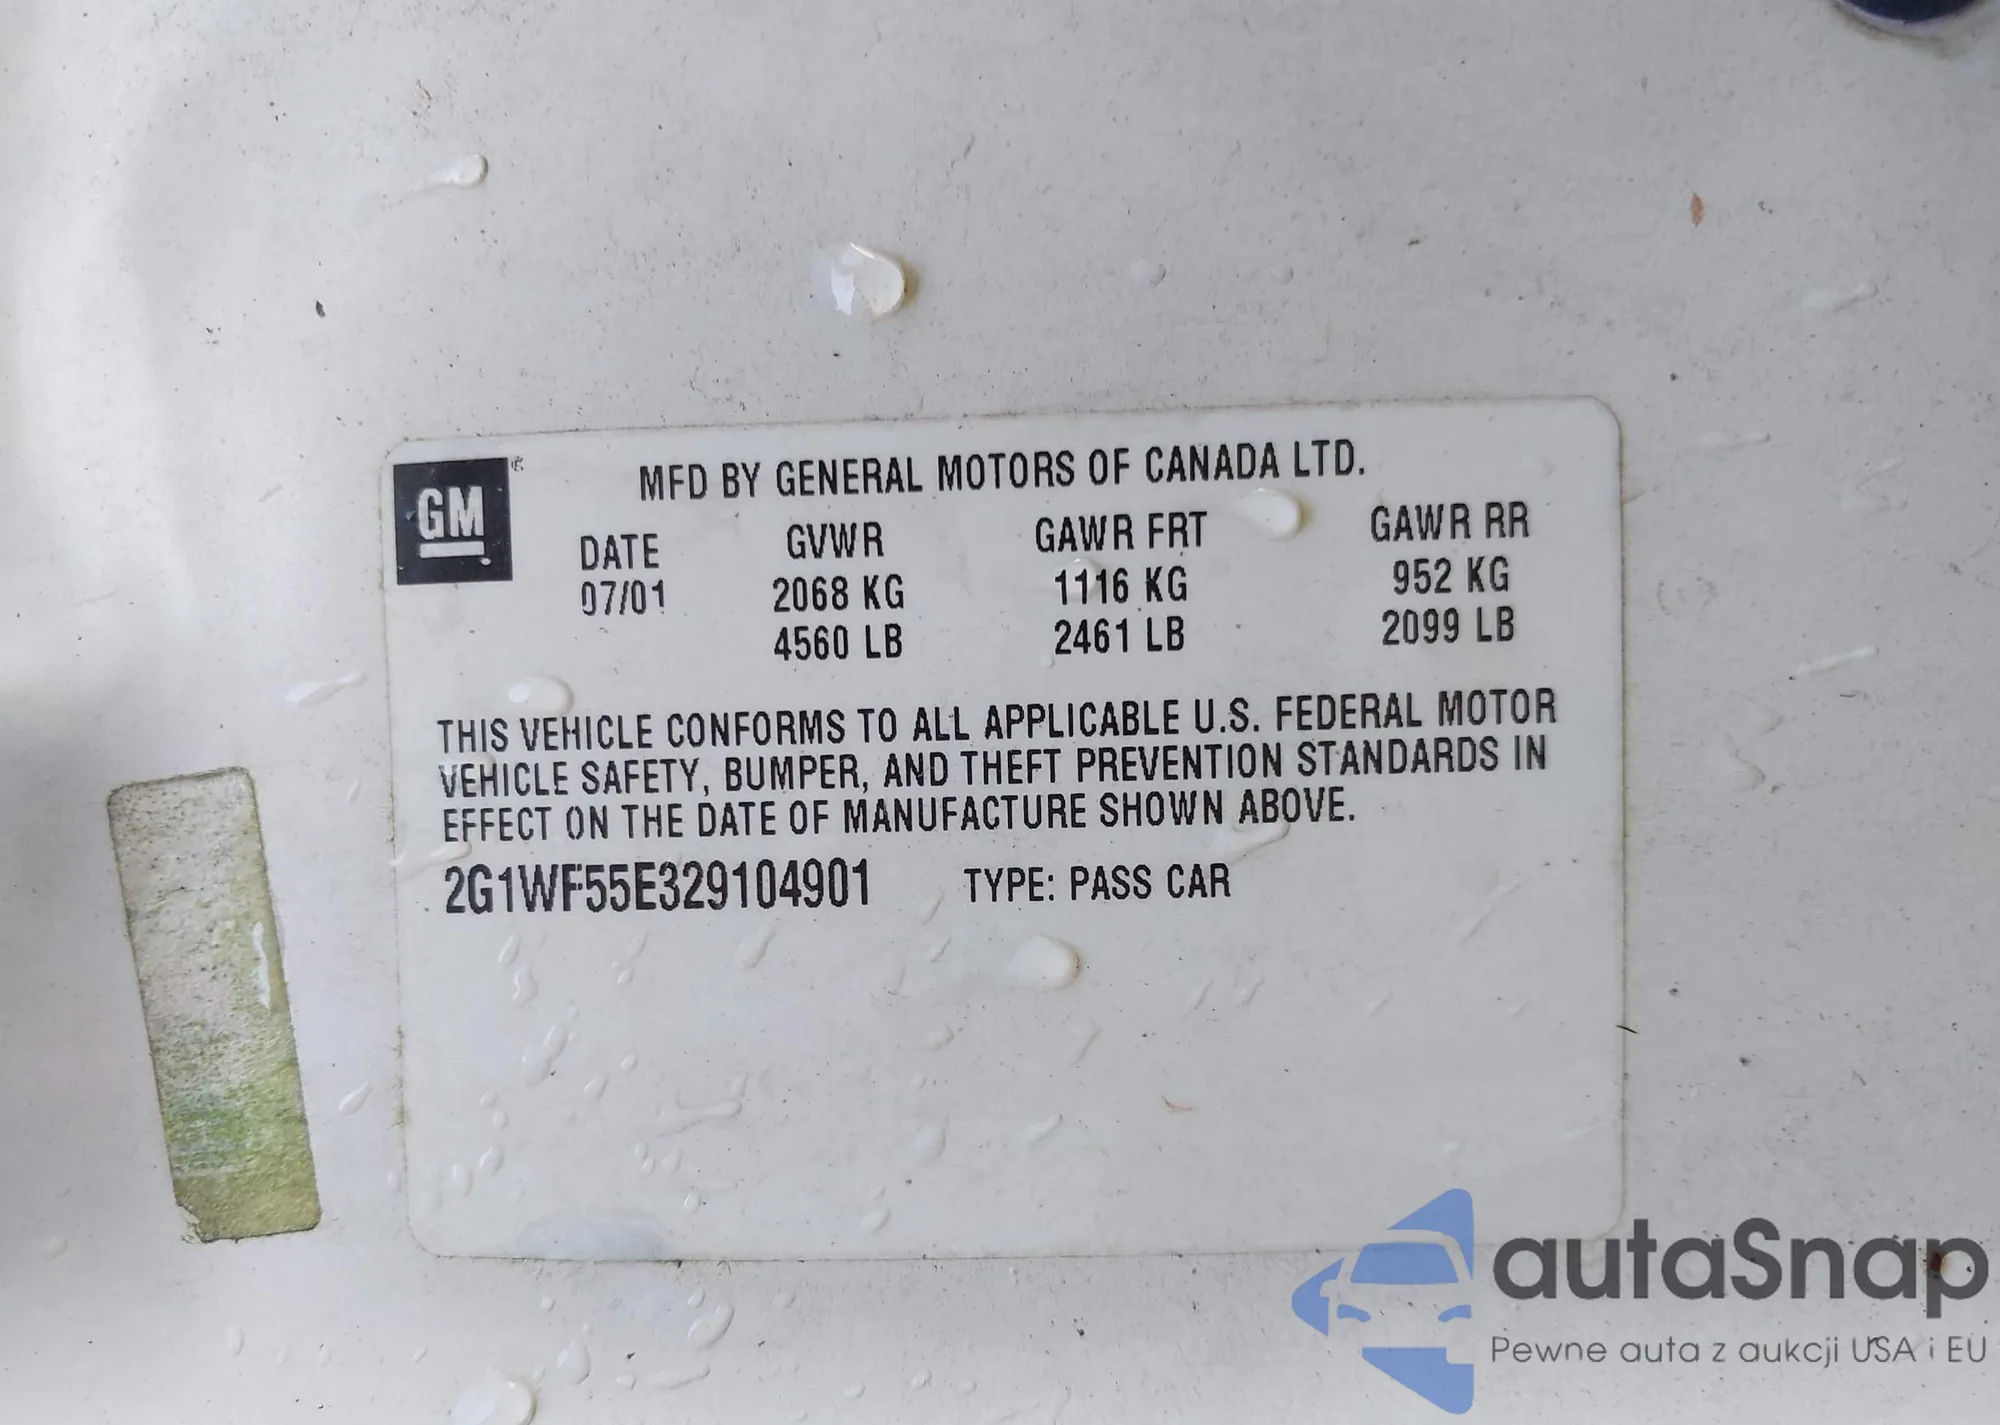 GM
MFD BY GENERAL MOTORS OF CANADA LTD.
DATE GVWR GAWR FRT GAWR RR
07/01 2068 KG 1116 KG 952 KG
4560 LB 2461 LB 2099 LB
THIS VEHICLE CONFORMS TO ALL APPLICABLE U.S. FEDERAL MOTOR
VEHICLE SAFETY, BUMPER, AND THEFT PREVENTION STANDARDS IN
EFFECT ON THE DATE OF MANUFACTURE SHOWN ABOVE.
2G1WF55E329104901 TYPE: PASS CAR
autaSnap
Pewne auta z aukcji USA i EU